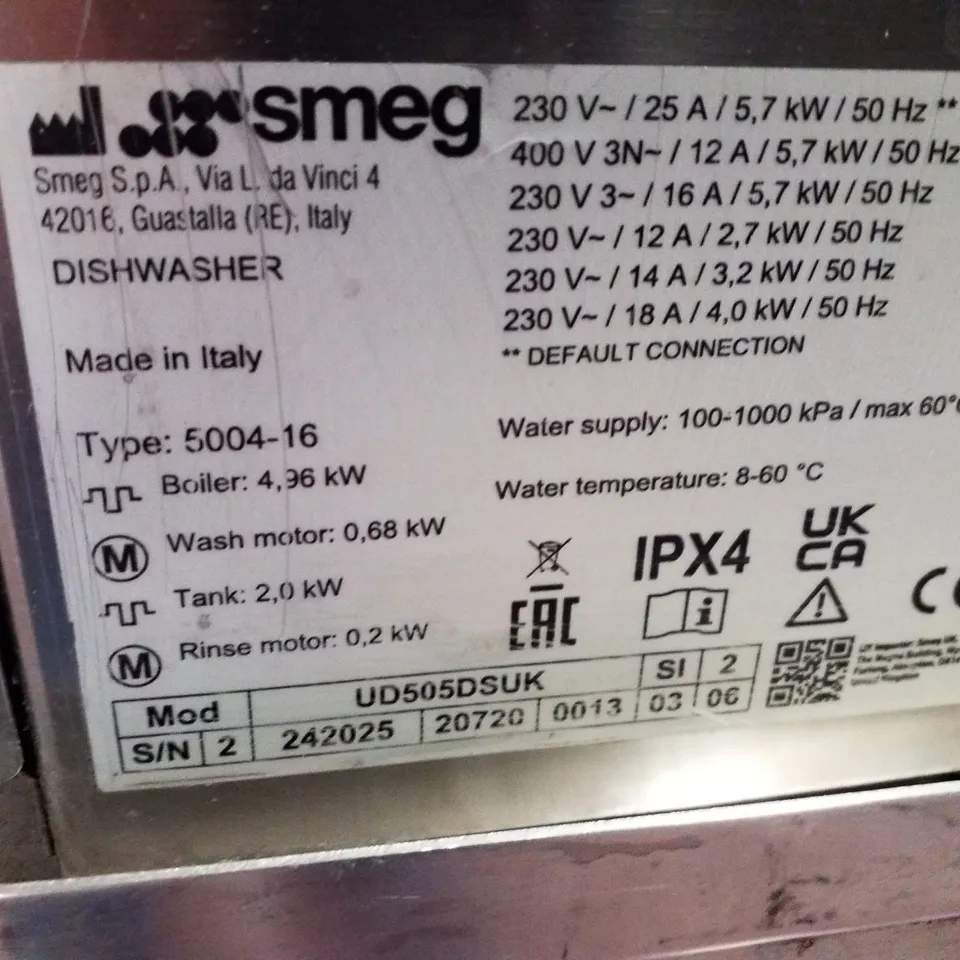 smeg
Smeg S.p.A., Via L. da Vinci 4
42016, Guastalla (RE), Italy
DISHWASHER
Made in Italy
Type: 5004-16
Boiler: 4,96 kW
M
Wash motor: 0,68 kW
Tank: 2,0 kW
M
Rinse motor: 0,2 kW
230 V~ / 25 A / 5,7 kW / 50 Hz **
400 V 3N~ / 12 A / 5,7 kW / 50 Hz
230 V 3~ / 16 A / 5,7 kW / 50 Hz
230 V~ / 12 A / 2,7 kW / 50 Hz
230 V~ / 14 A / 3,2 kW / 50 Hz
230 V~ / 18 A / 4,0 kW / 50 Hz
** DEFAULT CONNECTION
Water supply: 100-1000 kPa / max 60°
Water temperature: 8-60 °C
IPX4
UK
CA
EAC
i
CE
Mod UD505DSUK SI 2
S/N 2 242025 20720 0013 03 06